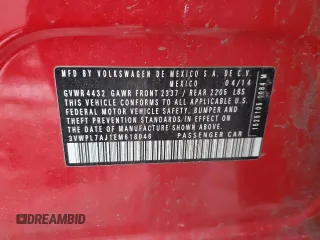 MFD BY VOLKSWAGEN DE MEXICO S.A. DE C.V.
MEXICO 04/14
GVWR 4432 GAWR FRONT 2337 / REAR 2205 LBS
THIS VEHICLE CONFORMS TO ALL APPLICABLE U.S.
FEDERAL MOTOR VEHICLE SAFETY, BUMPER, AND
THEFT PREVENTION STANDARDS IN EFFECT ON THE
DATE OF MANUFACTURE SHOWN ABOVE.
3VWPL7AJ1EM618046 PASSENGER CAR
DREAMBID